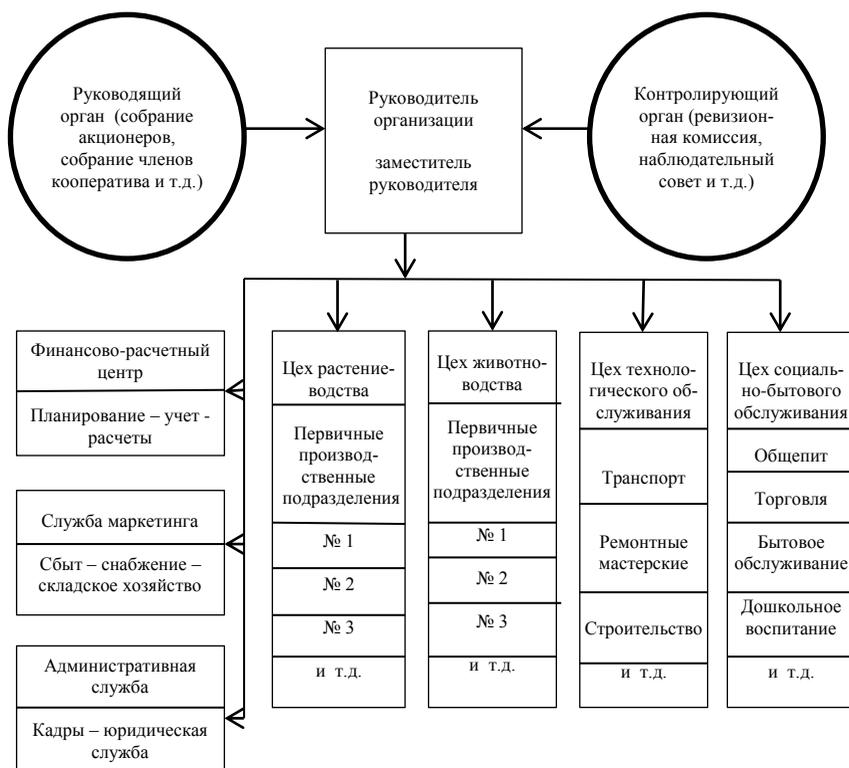 Руководящий
орган (собрание
акционеров,
собрание членов
кооператива и т.д.)
Руководитель
организации
заместитель
руководителя
Контролирующий
орган (ревизион-
ная комиссия,
наблюдательный
совет и т.д.)
Финансово-расчетный
центр
Планирование – учет -
расчеты
Служба маркетинга
Сбыт – снабжение –
складское хозяйство
Административная
служба
Кадры – юридическая
служба
Цех растение-
водства
Первичные
производ-
ственные
подразделения
№ 1
№ 2
№ 3
и т.д.
Цех животно-
водства
Первичные
производ-
ственные
подразделения
№ 1
№ 2
№ 3
и т.д.
Цех техноло-
гического об-
служивания
Транспорт
Ремонтные
мастерские
Строительство
и т.д.
Цех социаль-
но-бытового
обслуживания
Общепит
Торговля
Бытовое
обслуживание
Дошкольное
воспитание
и т.д.